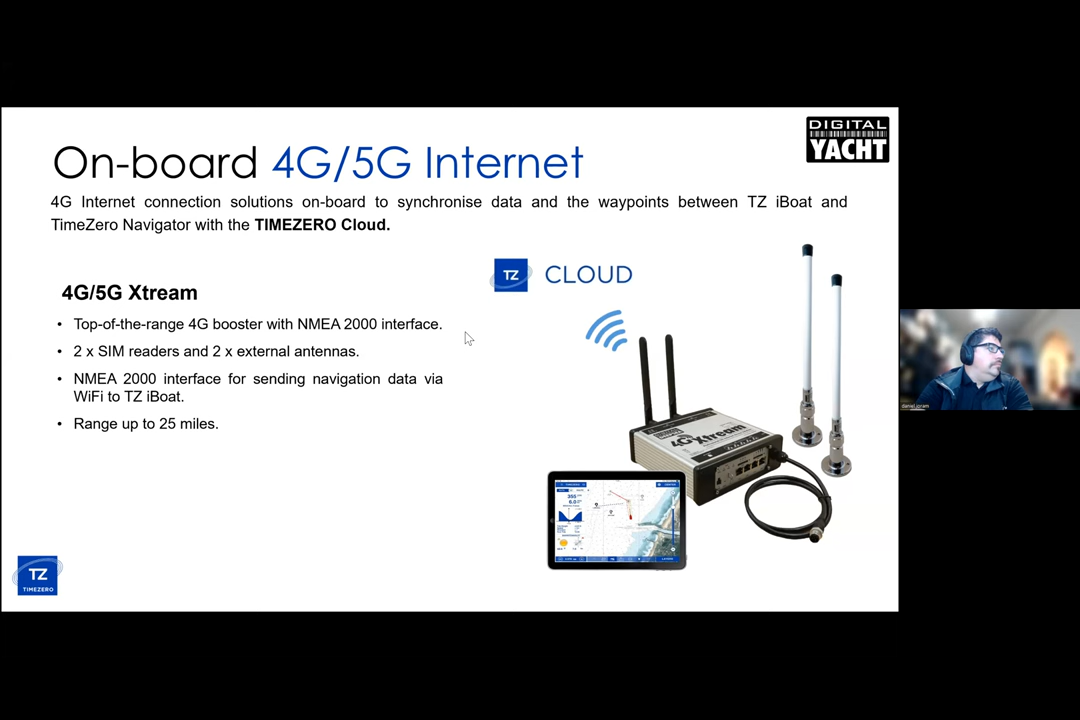 DIGITAL
YACHT
On-board 4G/5G Internet
4G Internet connection solutions on-board to synchronise data and the waypoints between TZ iBoat and
TimeZero Navigator with the TIMEZERO Cloud.
TZ CLOUD
4G/5G Xtream
• Top-of-the-range 4G booster with NMEA 2000 interface.
• 2 x SIM readers and 2 x external antennas.
• NMEA 2000 interface for sending navigation data via
WiFi to TZ iBoat.
• Range up to 25 miles.
4G Xtream
TZ
TIMEZERO